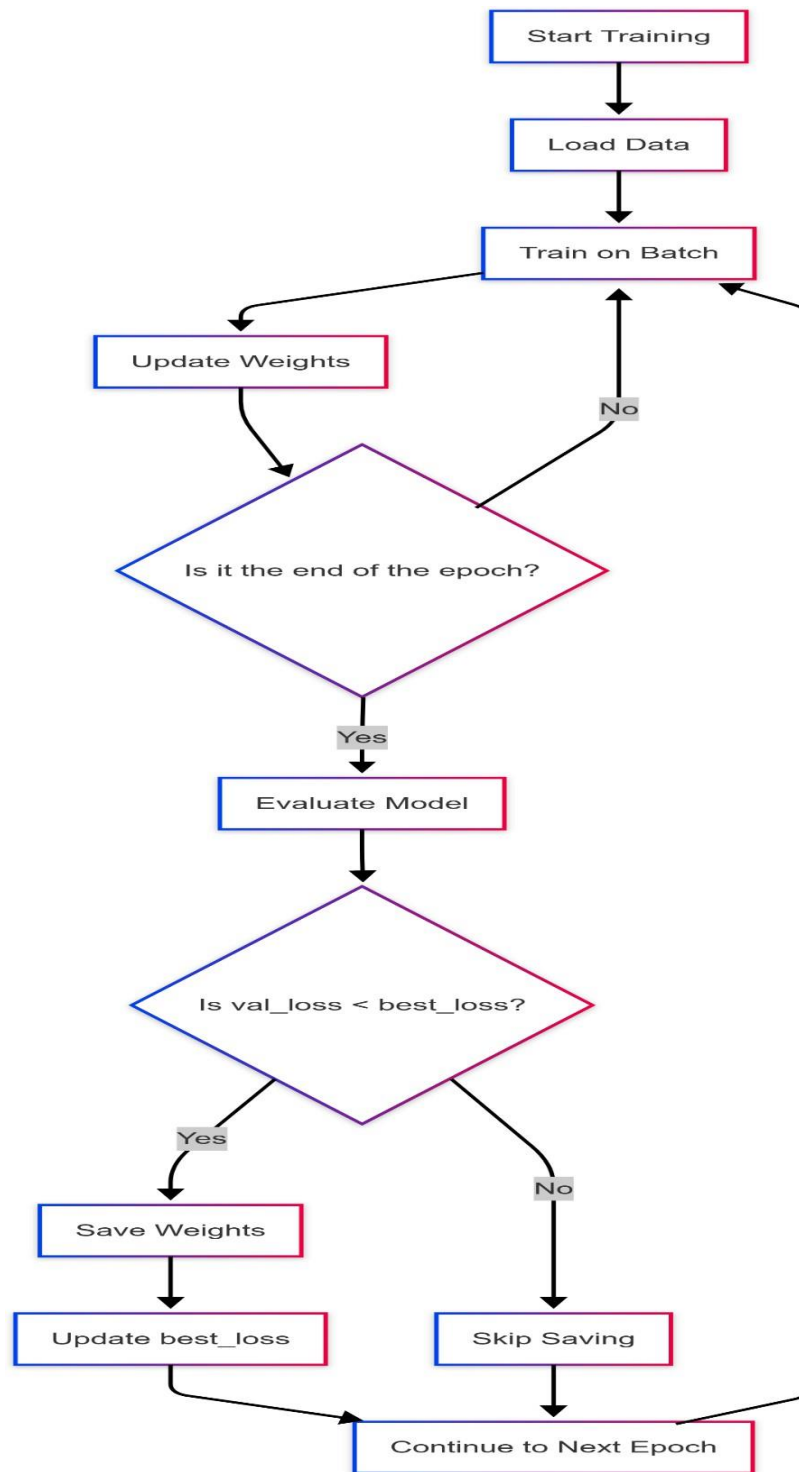 Start Training
Load Data
Train on Batch
Update Weights
No
Is it the end of the epoch?
Yes
Evaluate Model
Is val_loss < best_loss?
Yes
No
Save Weights
Update best_loss
Skip Saving
Continue to Next Epoch